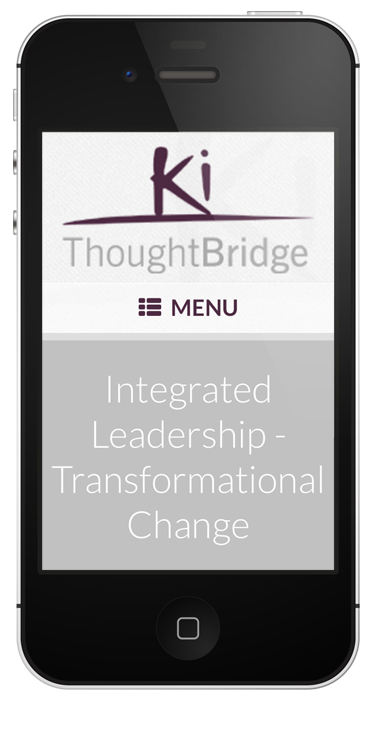 Ki
ThoughtBridge
MENU
Integrated
Leadership -
Transformational
Change